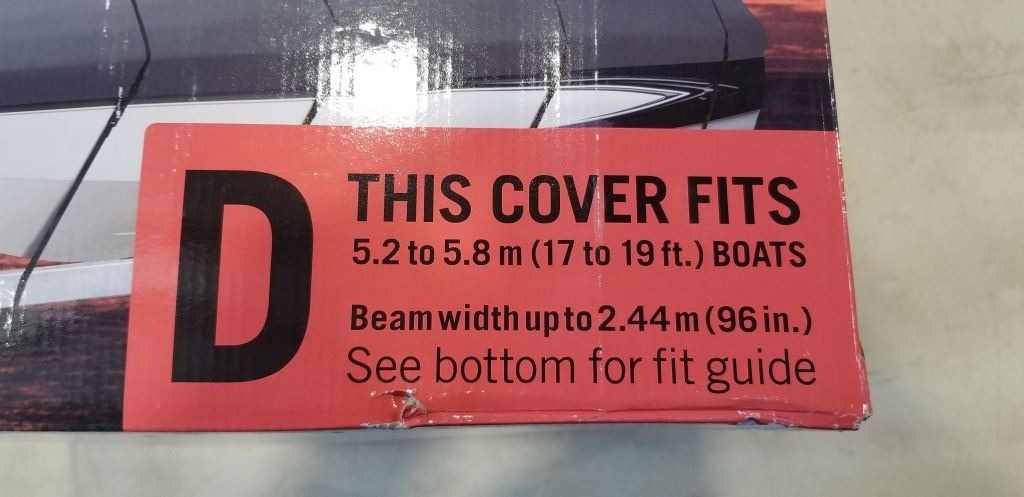 D
THIS COVER FITS
5.2 to 5.8 m (17 to 19 ft.) BOATS
Beam width up to 2.44 m (96 in.)
See bottom for fit guide